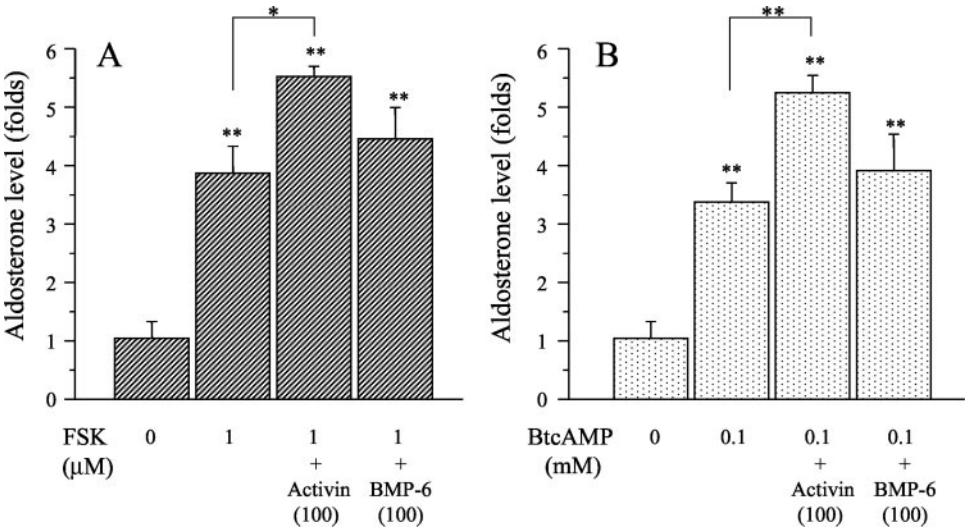 A
*
**
**
**
Aldosterone level (folds)
6
5
4
3
2
1
0
FSK 0 1 1 1
(μM) + +
Activin BMP-6
(100) (100)
B
**
**
**
**
Aldosterone level (folds)
6
5
4
3
2
1
0
BtcAMP 0 0.1 0.1 0.1
(mM) + +
Activin BMP-6
(100) (100)